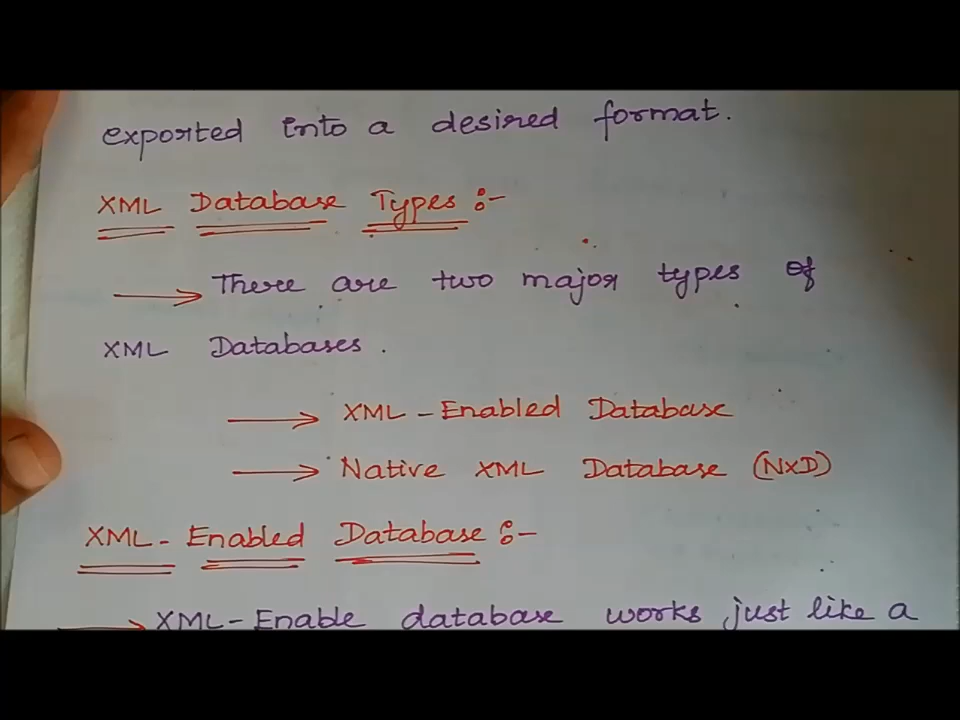 exported into a desired format.
XML Database Types :-
→ There are two major types of
XML Databases.
→ XML-Enabled Database
→ Native XML Database (NXD)
XML-Enabled Database :-
→ XML-Enable database works just like a